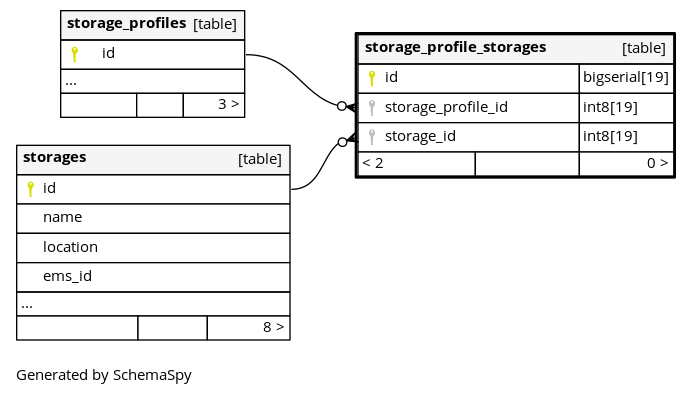 storage_profiles [table]
id
...
3 >
storage_profile_storages [table]
id bigserial[19]
storage_profile_id int8[19]
storage_id int8[19]
< 2 0 >
storages [table]
id
name
location
ems_id
...
8 >
Generated by SchemaSpy